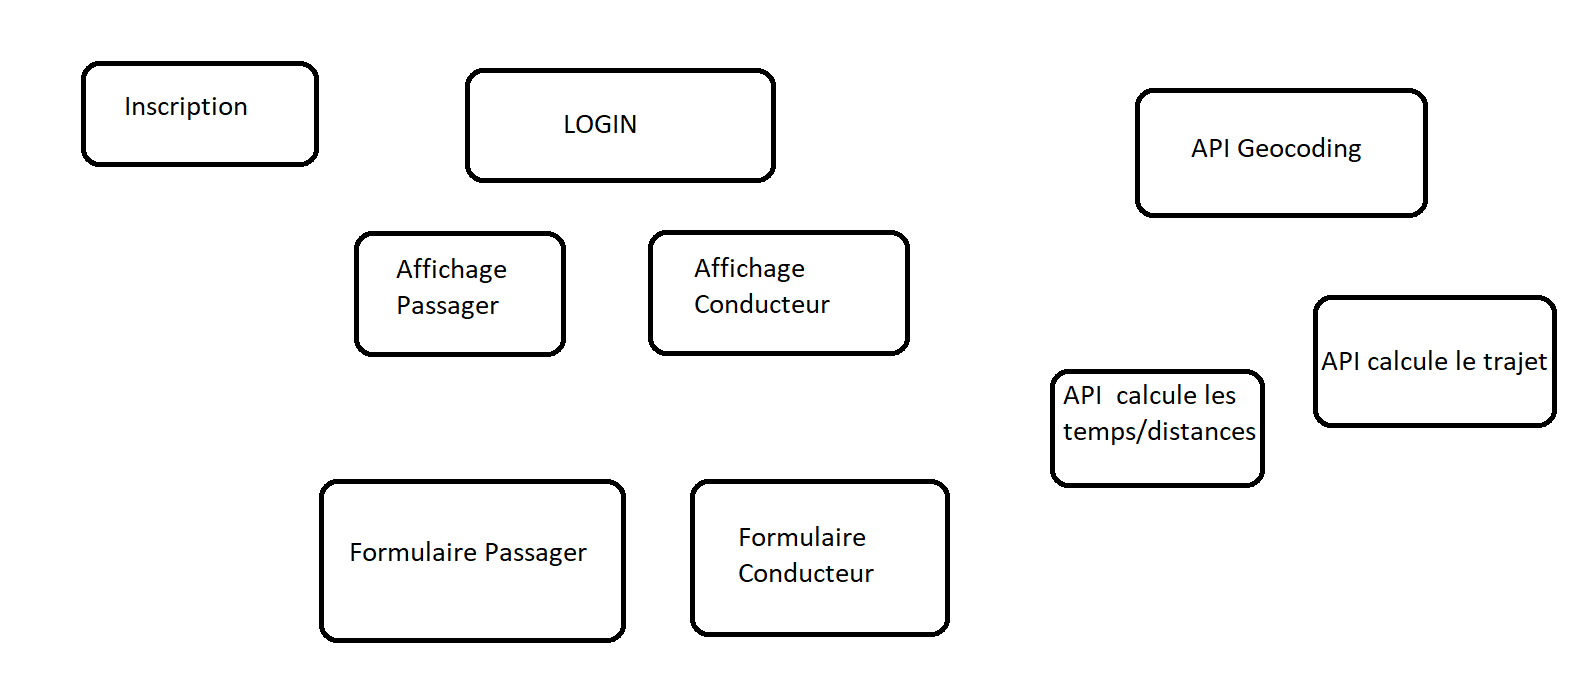 Inscription
LOGIN
API Geocoding
Affichage
Passager
Affichage
Conducteur
API calcule le trajet
API  calcule les
temps/distances
Formulaire Passager
Formulaire
Conducteur